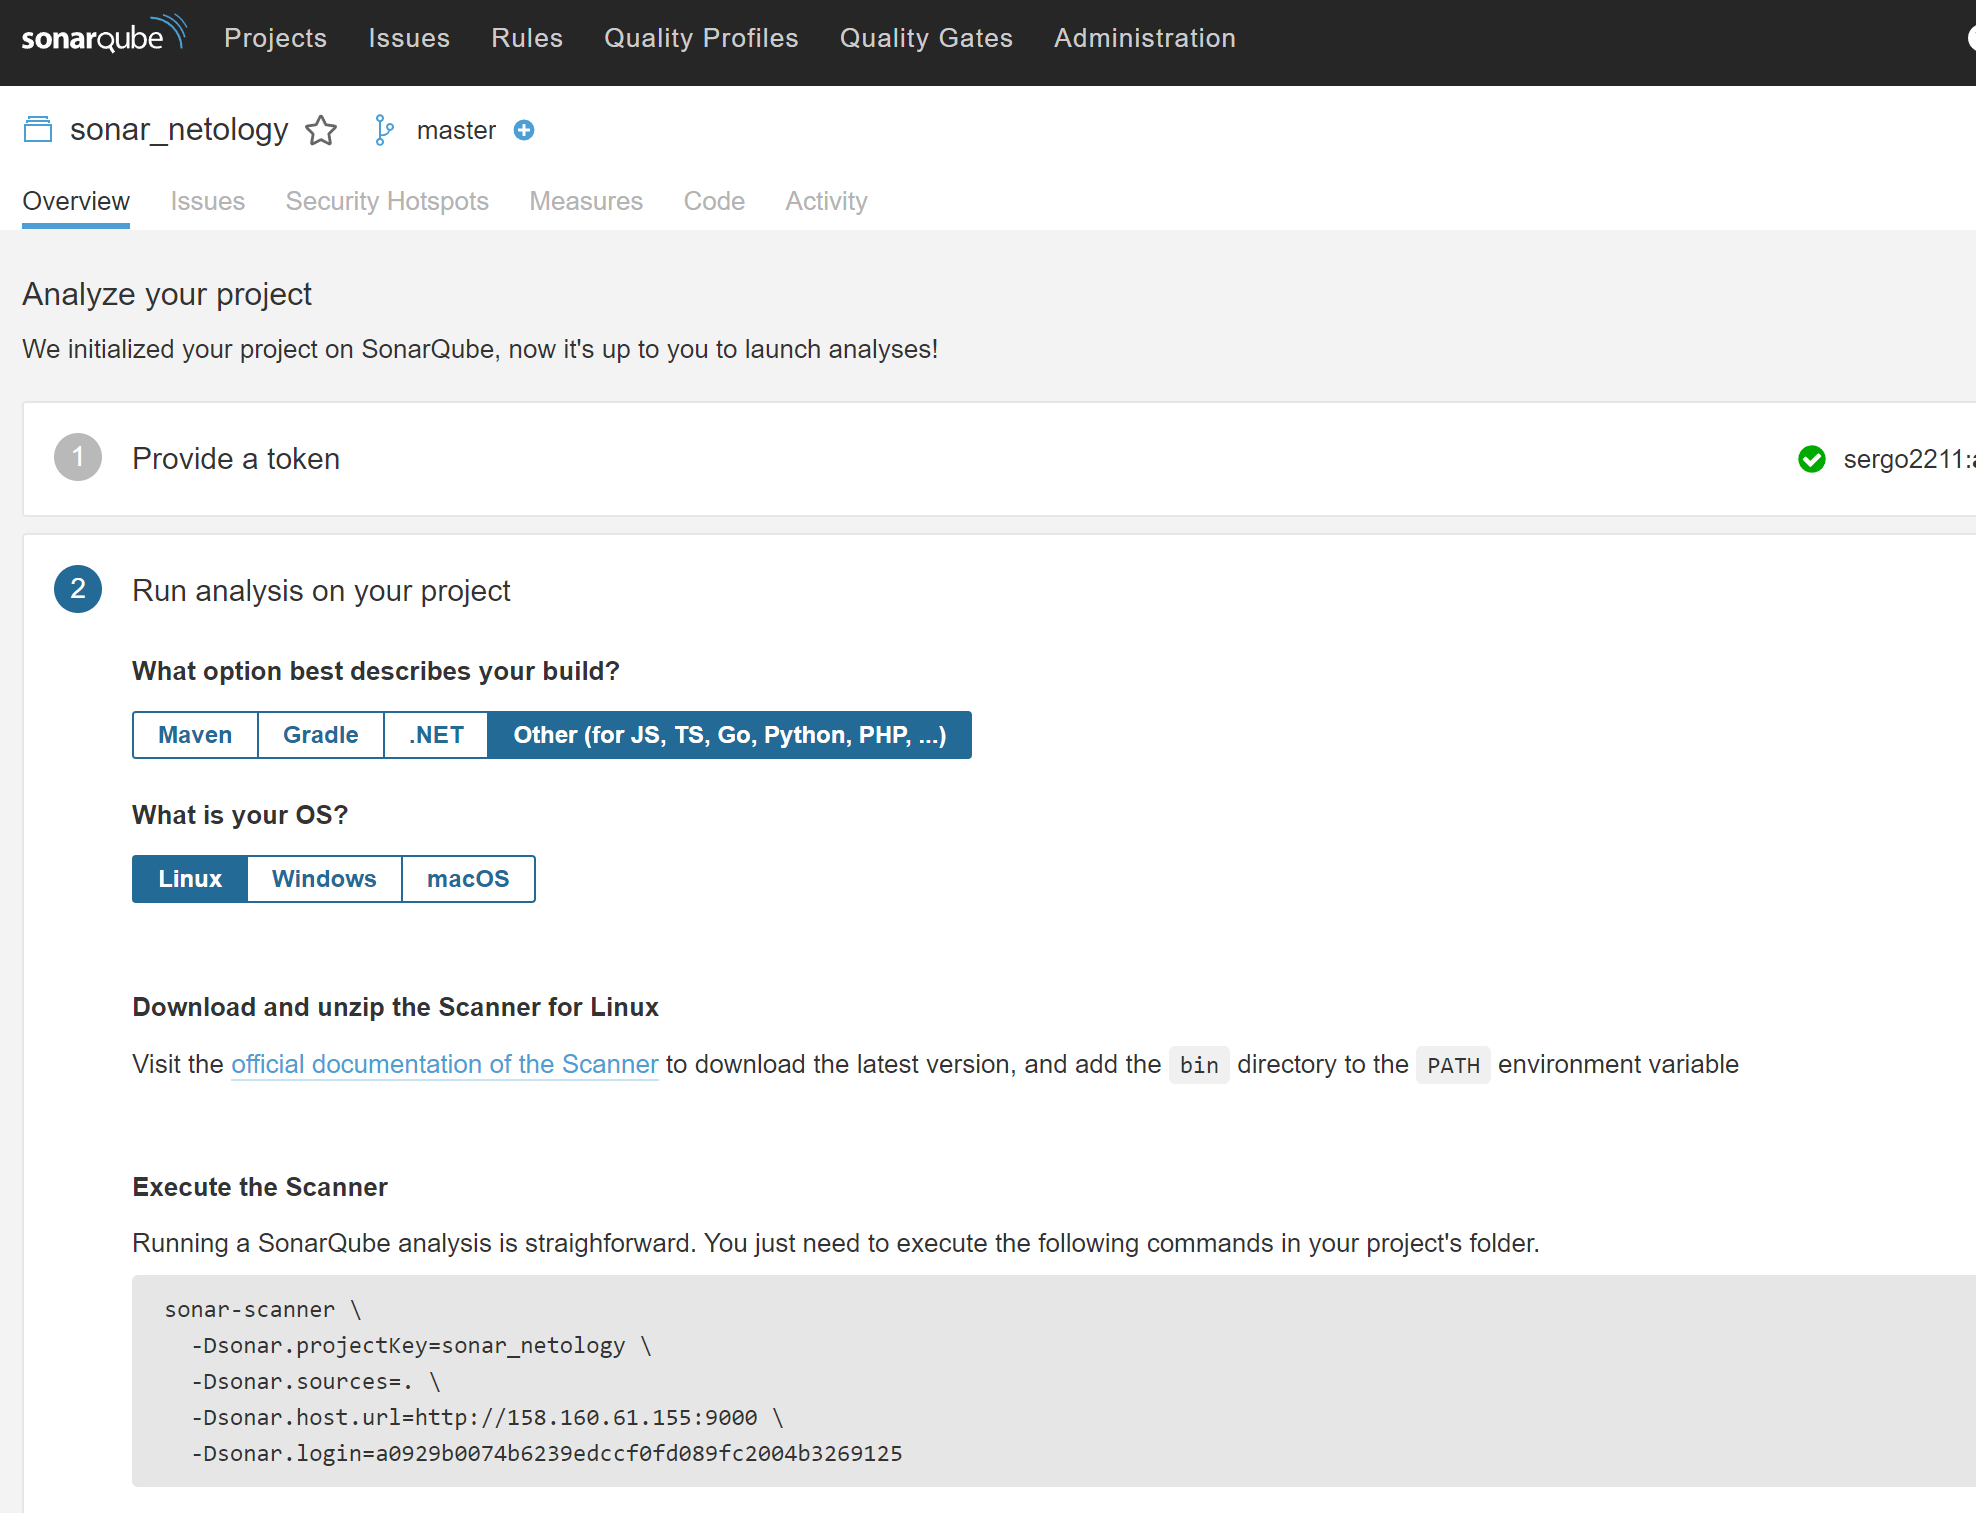 sonarqube Projects Issues Rules Quality Profiles Quality Gates Administration
sonar_netology master
Overview Issues Security Hotspots Measures Code Activity
Analyze your project
We initialized your project on SonarQube, now it's up to you to launch analyses!
1 Provide a token sergo2211:
2 Run analysis on your project
What option best describes your build?
Maven Gradle .NET Other (for JS, TS, Go, Python, PHP, ...)
What is your OS?
Linux Windows macOS
Download and unzip the Scanner for Linux
Visit the official documentation of the Scanner to download the latest version, and add the bin directory to the PATH environment variable
Execute the Scanner
Running a SonarQube analysis is straighforward. You just need to execute the following commands in your project's folder.
sonar-scanner \
-Dsonar.projectKey=sonar_netology \
-Dsonar.sources=. \
-Dsonar.host.url=http://158.160.61.155:9000 \
-Dsonar.login=a0929b0074b6239edccf0fd089fc2004b3269125